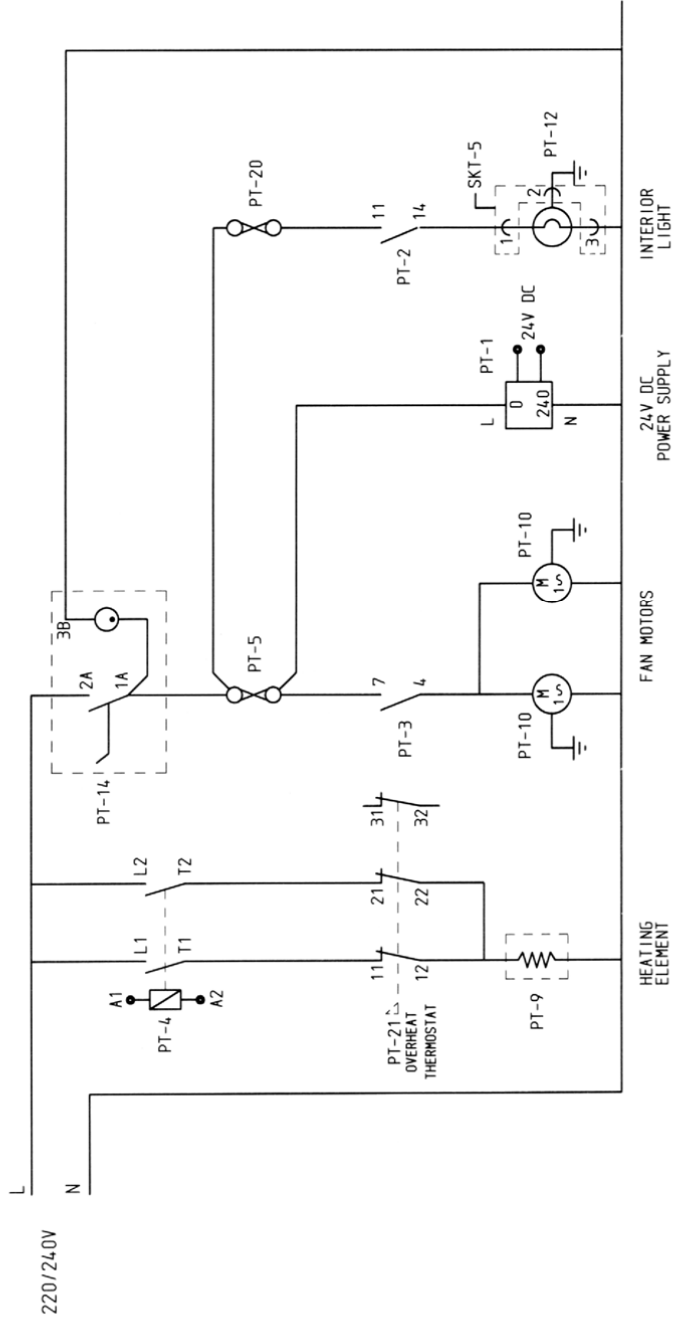 220/240V
L
N
A1
A2
PT-4
L1
T1
L2
T2
PT-14
2A
1A
3B
PT-21
OVERHEAT
THERMOSTAT
11
12
21
22
31
32
PT-9
HEATING
ELEMENT
PT-5
7
4
PT-3
PT-10
M
1S
PT-10
M
1S
FAN MOTORS
L
N
0
240
PT-1
24V DC
24V DC
POWER SUPPLY
PT-20
11
14
PT-2
SKT-5
1
2
3
PT-12
INTERIOR
LIGHT